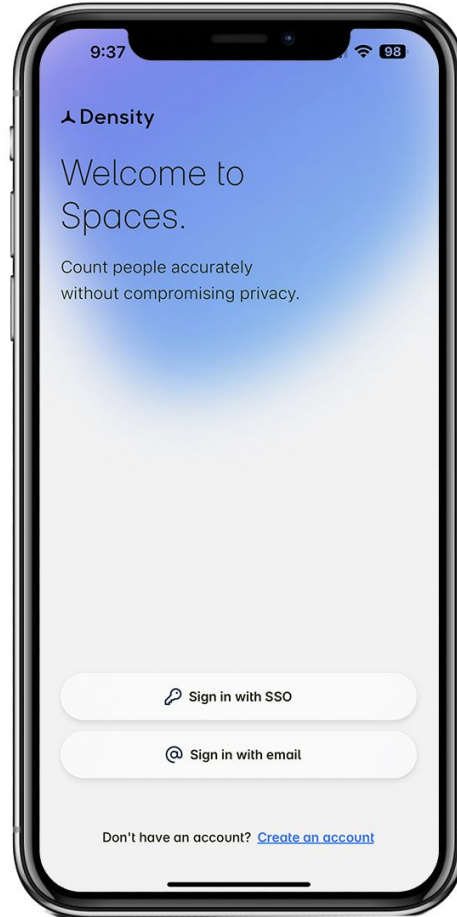 9:37
98
Density
Welcome to
Spaces.
Count people accurately
without compromising privacy.
Sign in with SSO
Sign in with email
Don't have an account? Create an account